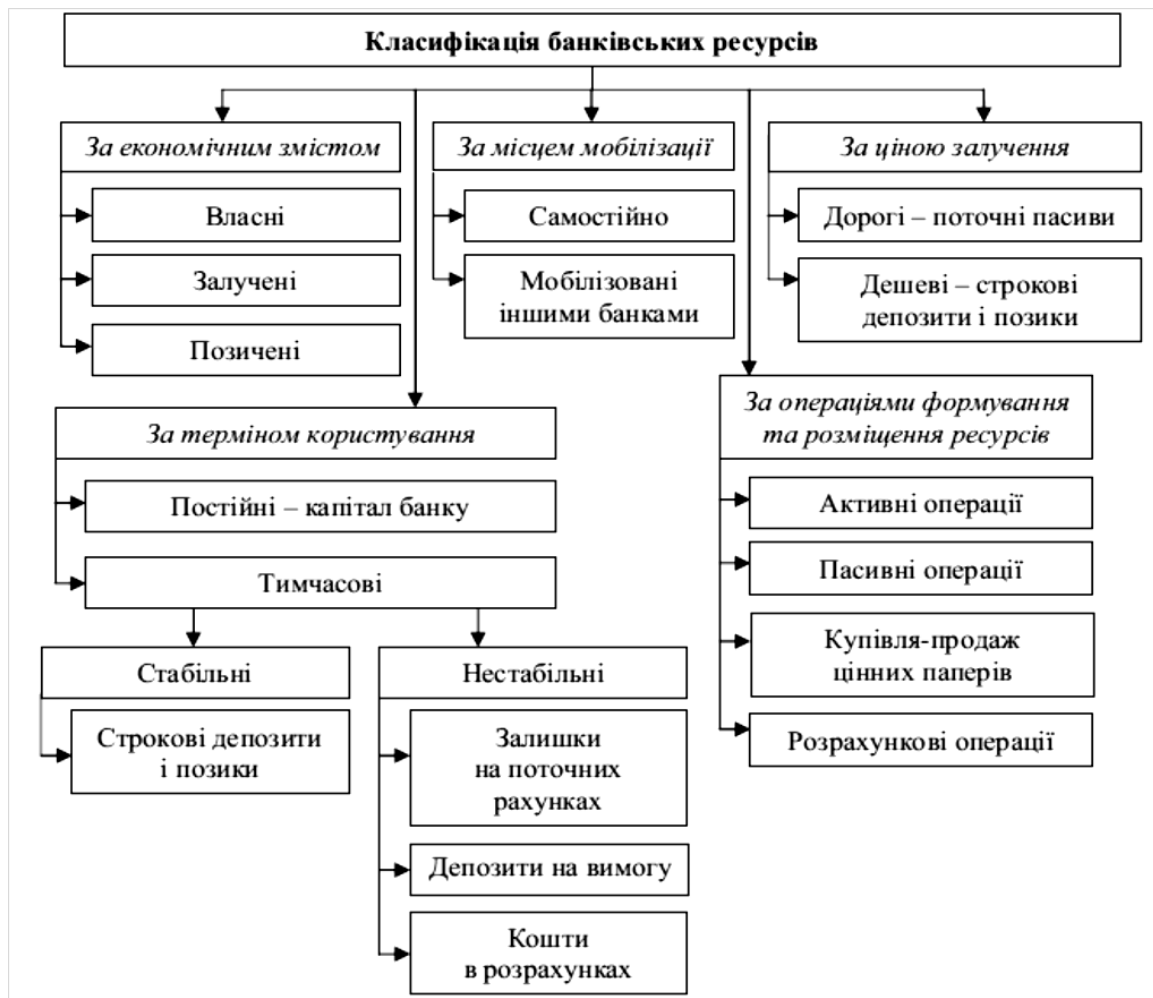 Класифікація банківських ресурсів
За економічним змістом
Власні
Залучені
Позичені
За місцем мобілізації
Самостійно
Мобілізовані
іншими банками
За ціною залучення
Дорогі – поточні пасиви
Дешеві – строкові
депозити і позики
За терміном користування
Постійні – капітал банку
Тимчасові
Стабільні
Строкові депозити
і позики
Нестабільні
Залишки
на поточних
рахунках
Депозити на вимогу
Кошти
в розрахунках
За операціями формування
та розміщення ресурсів
Активні операції
Пасивні операції
Купівля-продаж
цінних паперів
Розрахункові операції